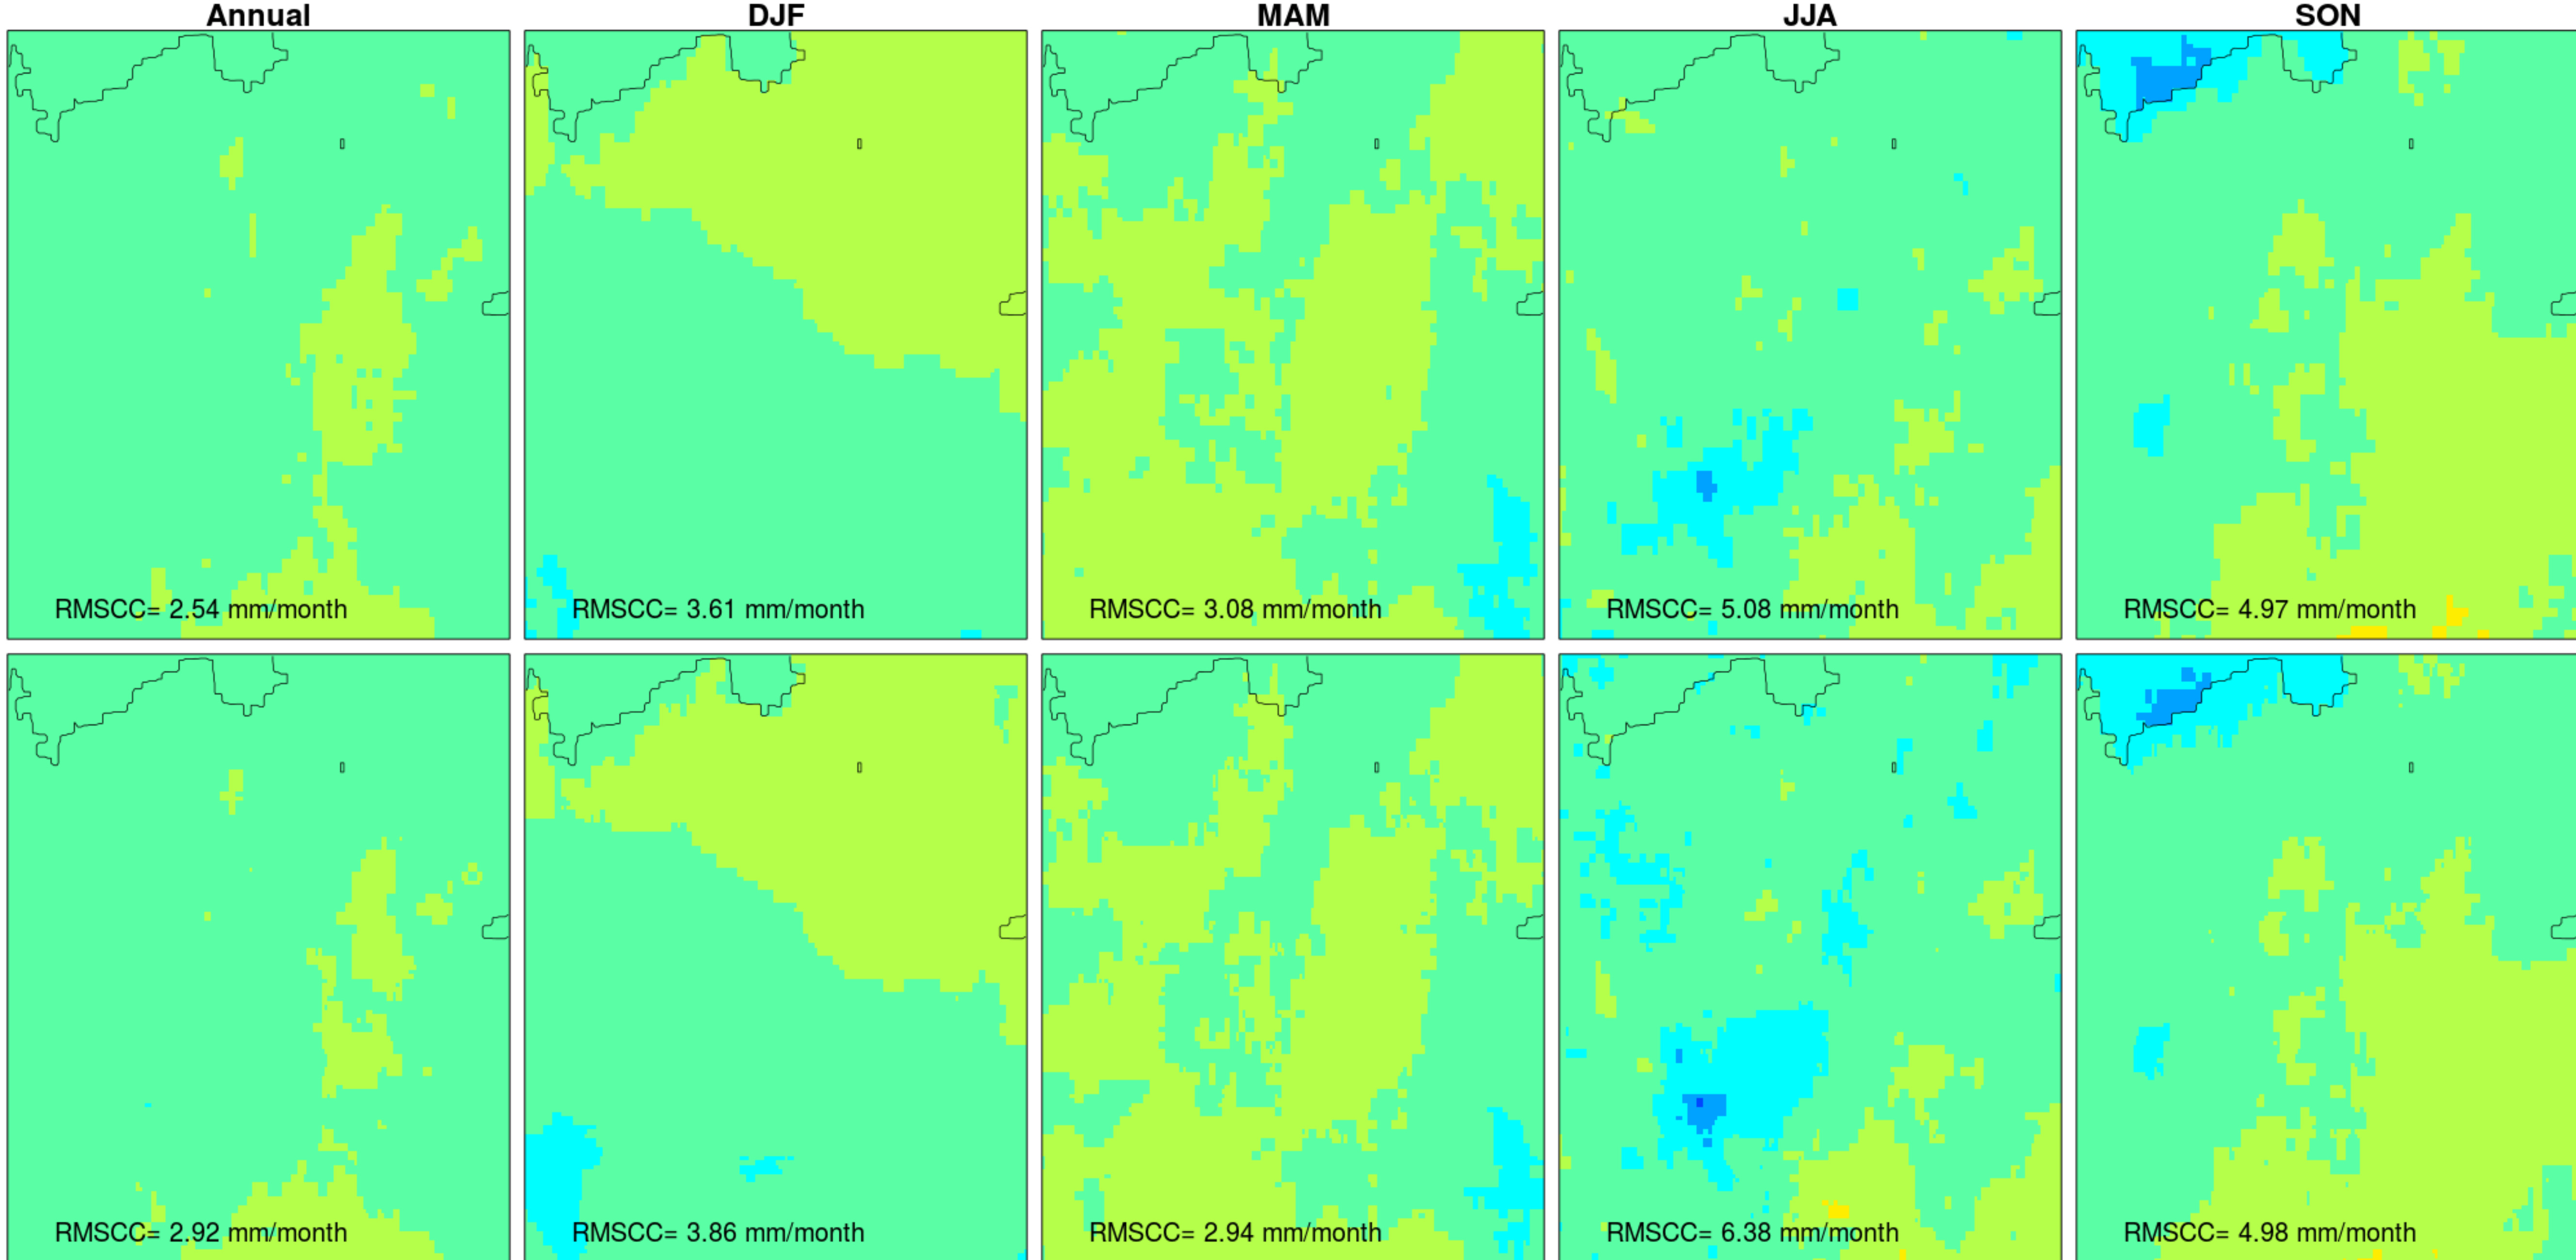 Annual DJF MAM JJA SON
RMSCC= 2.54 mm/month RMSCC= 3.61 mm/month RMSCC= 3.08 mm/month RMSCC= 5.08 mm/month RMSCC= 4.97 mm/month
RMSCC= 2.92 mm/month RMSCC= 3.86 mm/month RMSCC= 2.94 mm/month RMSCC= 6.38 mm/month RMSCC= 4.98 mm/month